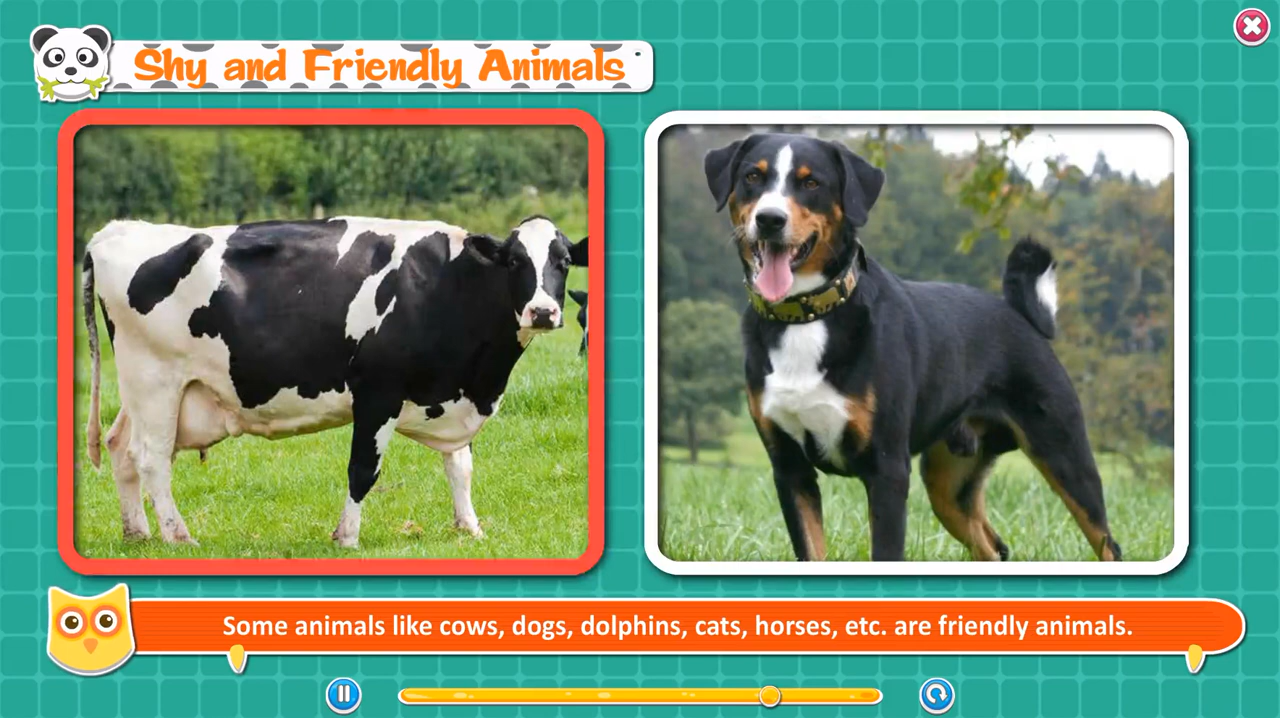 Shy and Friendly Animals
Some animals like cows, dogs, dolphins, cats, horses, etc. are friendly animals.